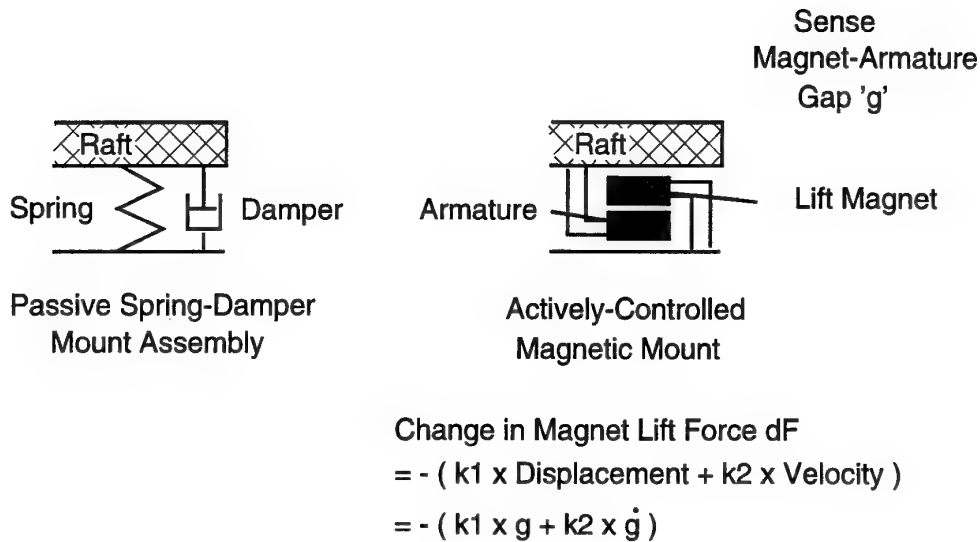 Sense
Magnet-Armature
Gap 'g'
Raft
Raft
Spring
Damper
Armature
Lift Magnet
Passive Spring-Damper
Mount Assembly
Actively-Controlled
Magnetic Mount
Change in Magnet Lift Force dF
= - ( k1 x Displacement + k2 x Velocity )
= - ( k1 x g + k2 x ġ )